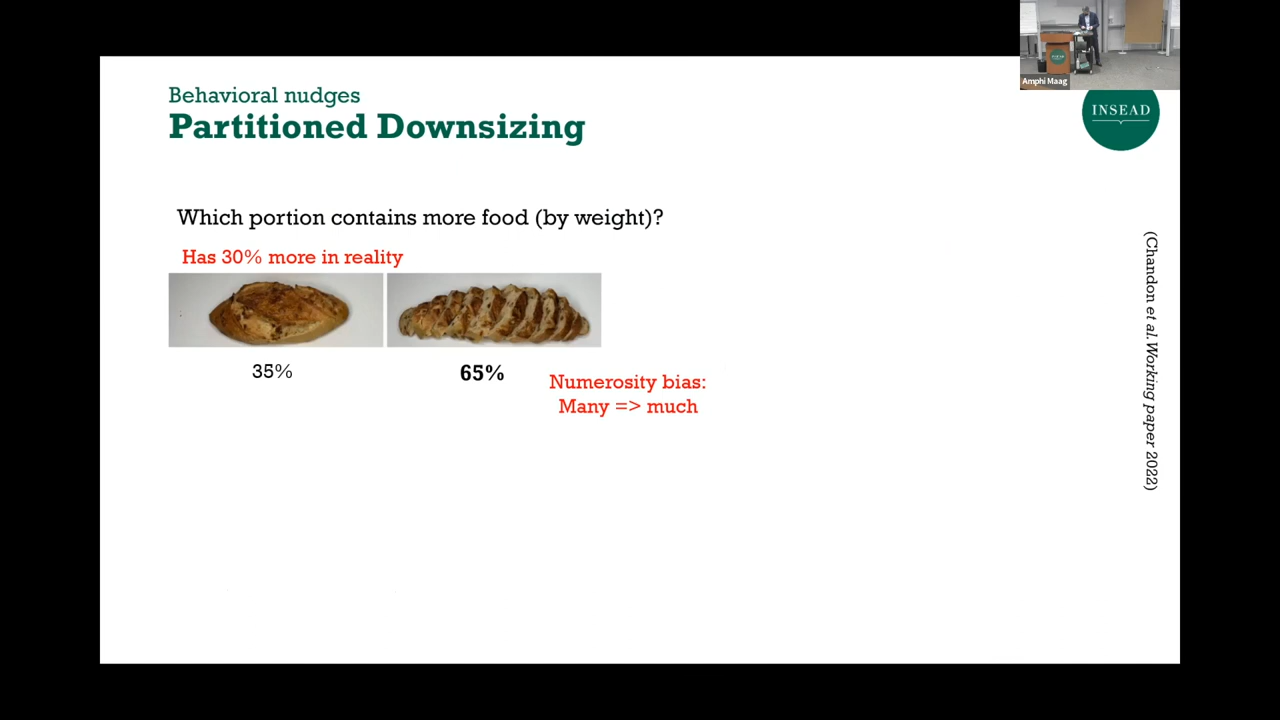 Amphi Maag
INSEAD
Behavioral nudges
Partitioned Downsizing
Which portion contains more food (by weight)?
Has 30% more in reality
35%
65%
Numerosity bias:
Many => much
(Chandon et al.Working paper 2022)